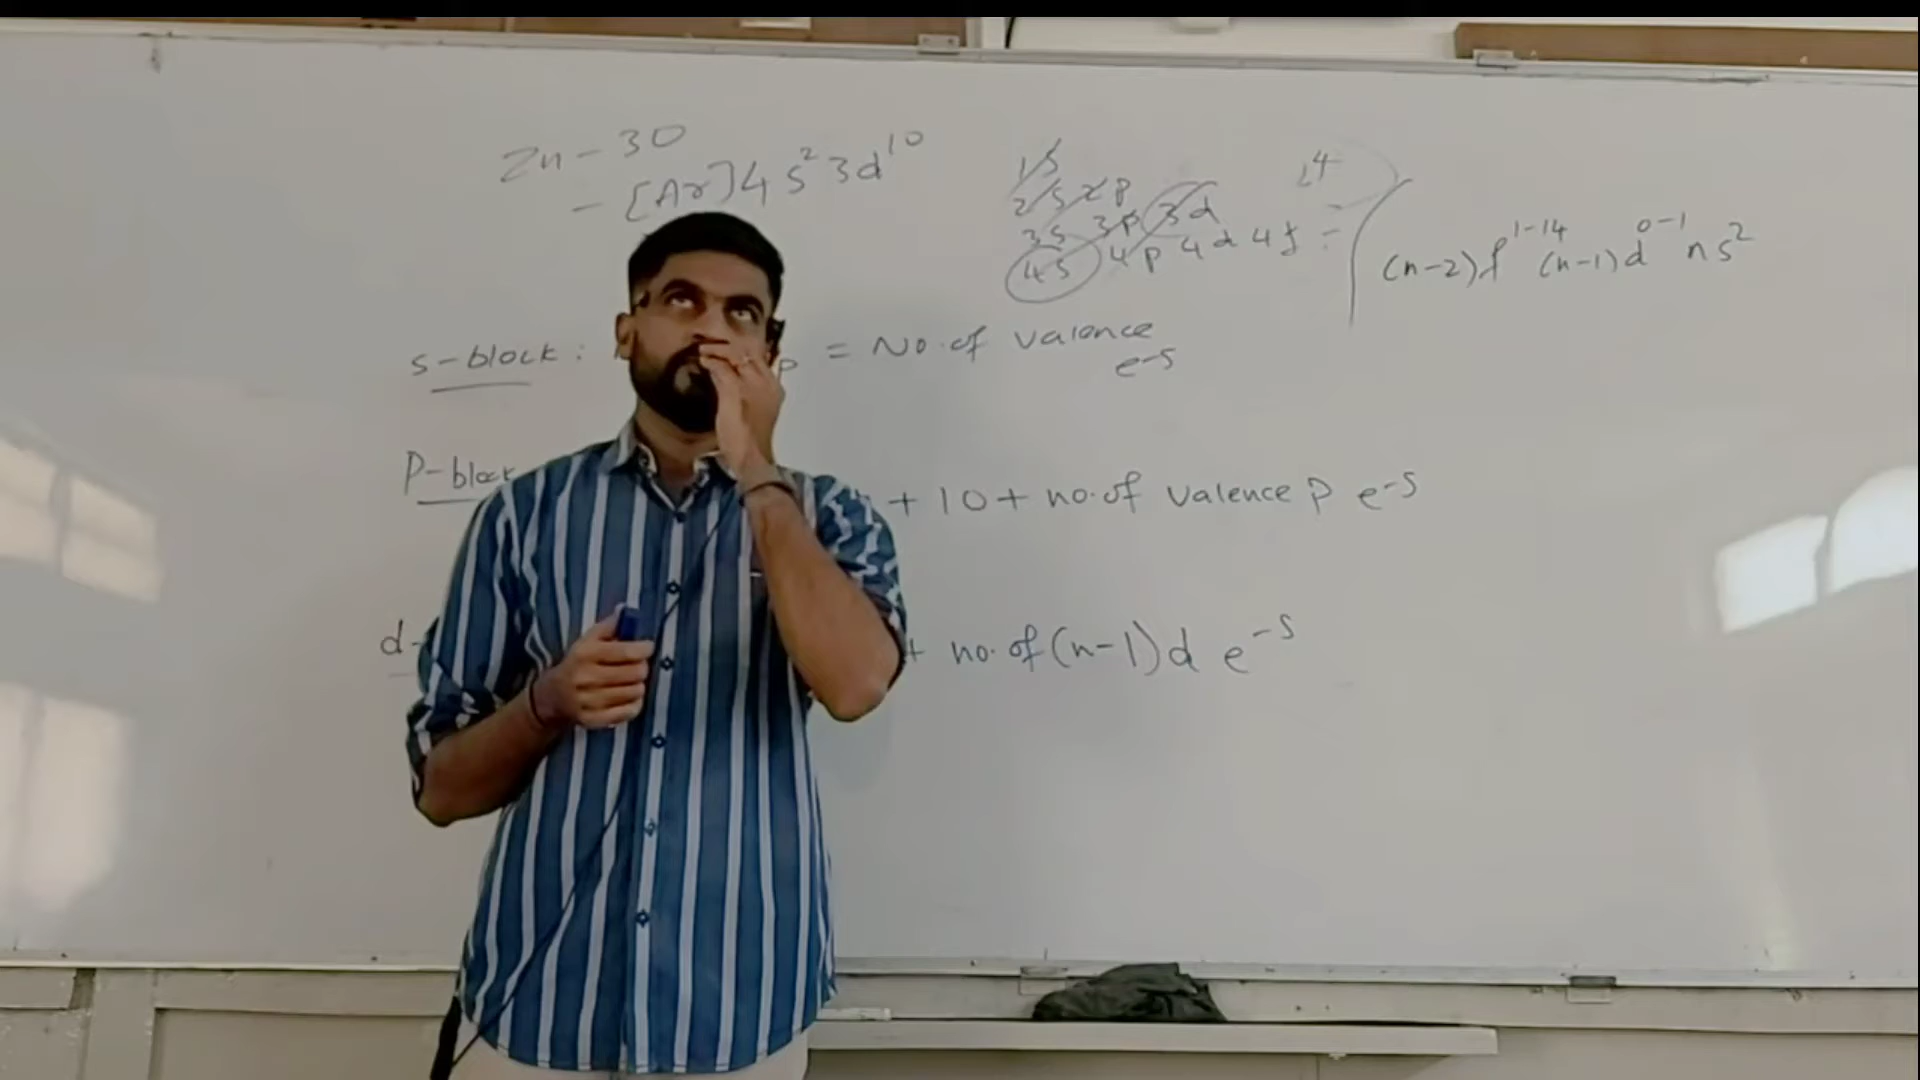 Zn - 30
- [Ar] 4s² 3d¹⁰
1s
2s 2p
3s 3p 3d
4s 4p 4d 4f
14
(n-2)f¹⁻¹⁴ (n-1)d⁰⁻¹ ns²
s-block: p = No. of valence
e⁻s
P-block + 10 + no. of valence p e⁻s
d- + no. of (n-1)d e⁻s